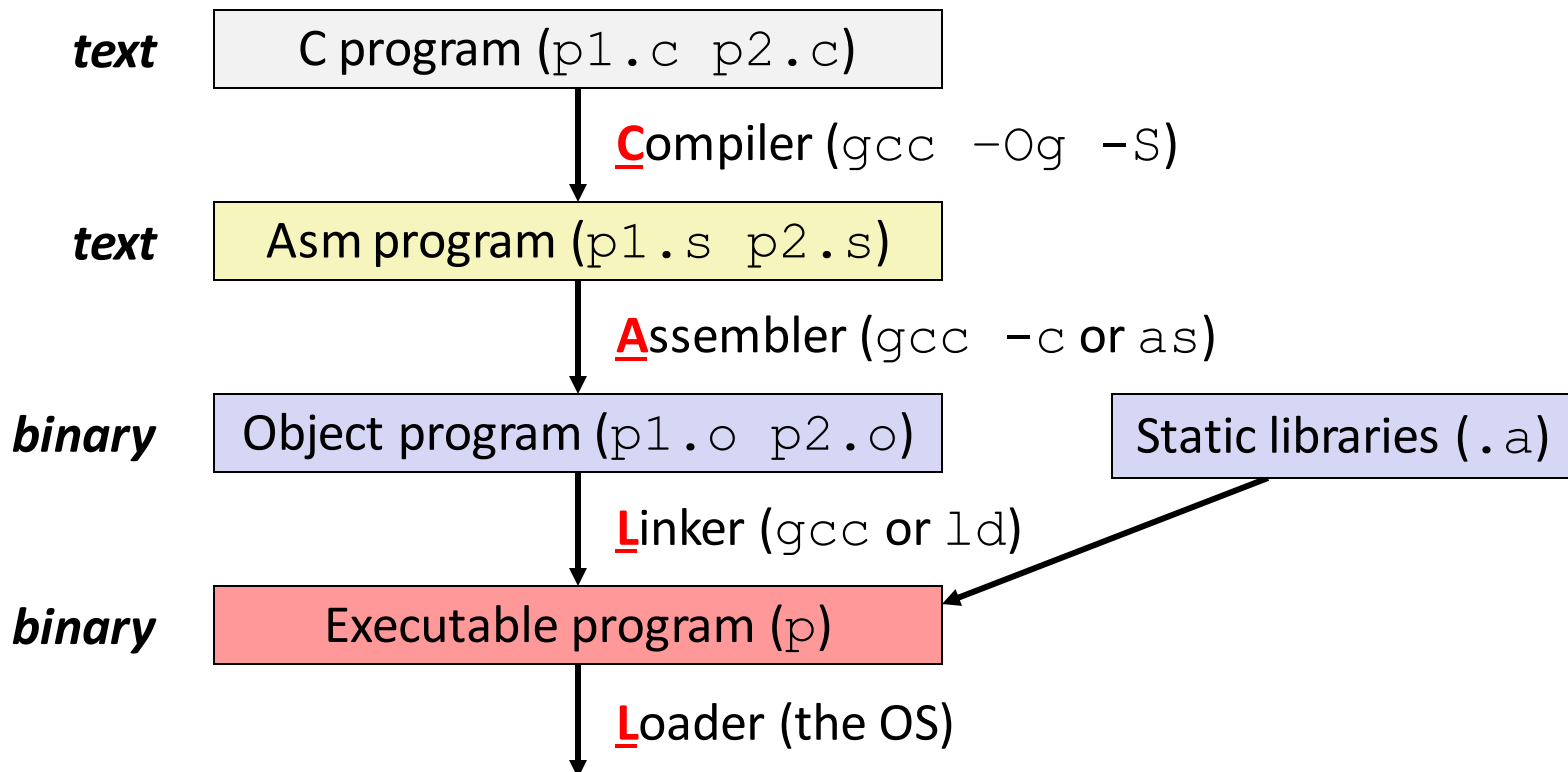 text C program (p1.c p2.c)
Compiler (gcc –Og -S)
text Asm program (p1.s p2.s)
Assembler (gcc -c or as)
binary Object program (p1.o p2.o) Static libraries (.a)
Linker (gcc or ld)
binary Executable program (p)
Loader (the OS)